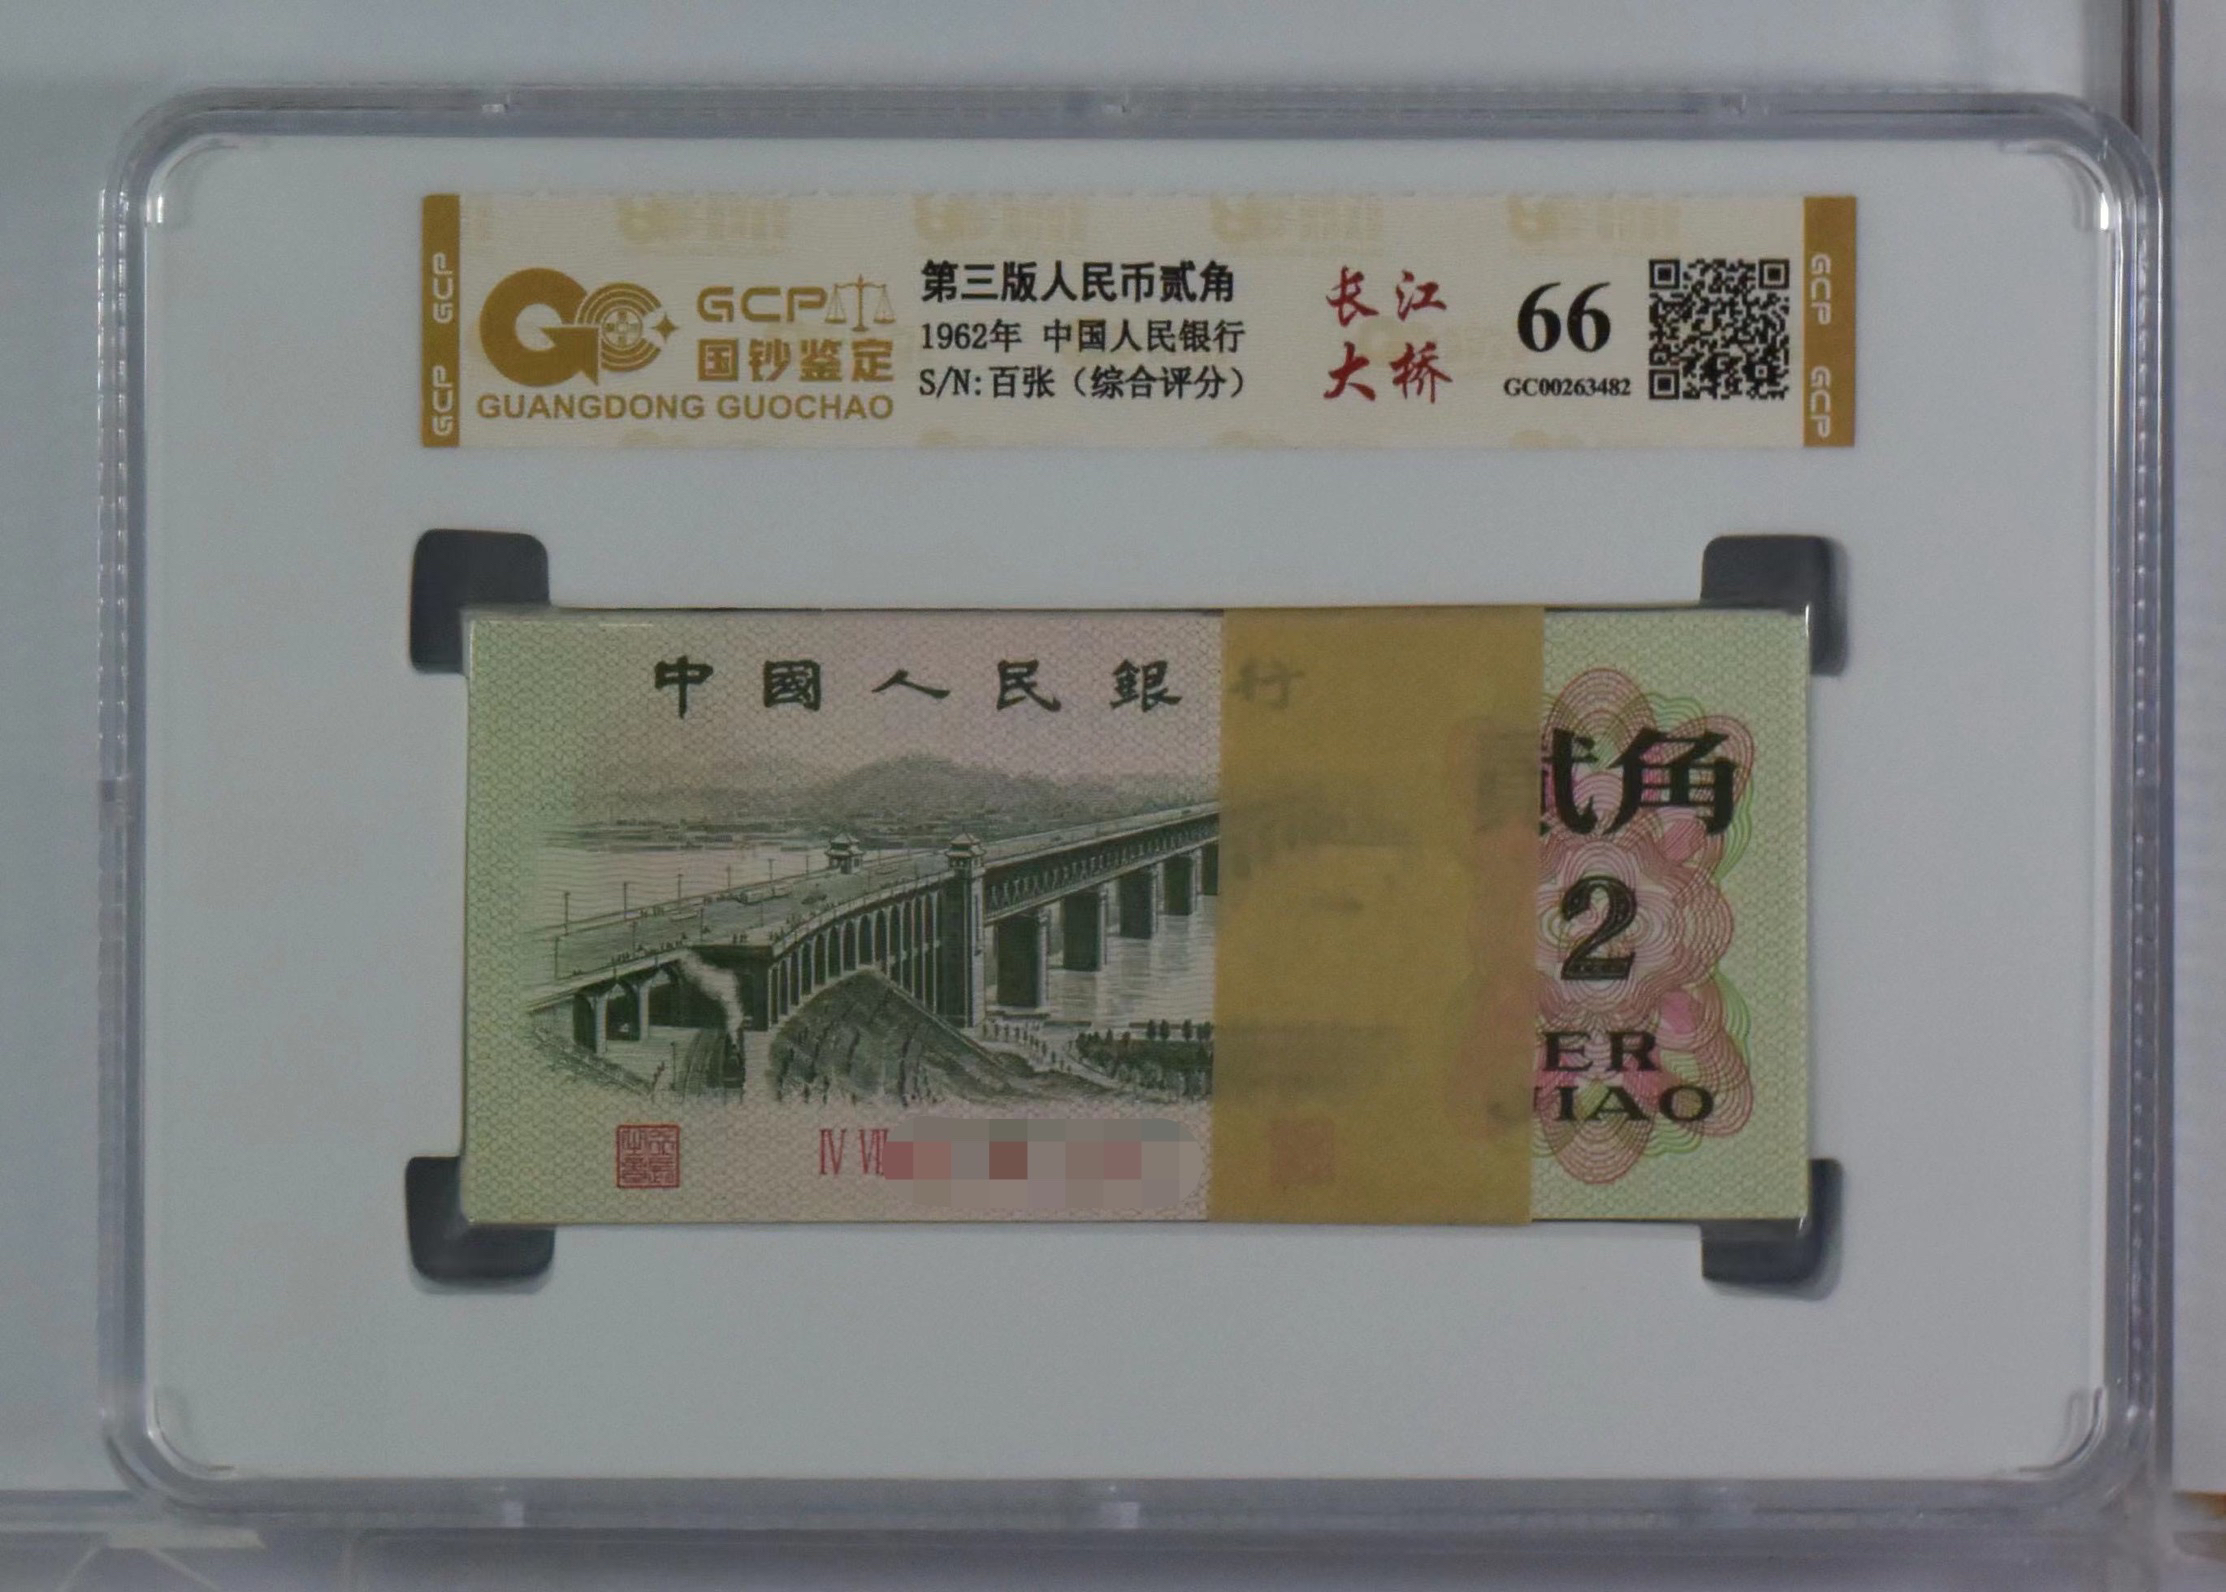 GCP GCP
GCP
国钞鉴定
GUANGDONG GUOCHAO
第三版人民币贰角
1962年 中国人民银行
S/N:百张（综合评分）
长江
大桥
66
GC00263482
GCP GCP
中國人民銀行
贰角
2
ER
JIAO
IV VII